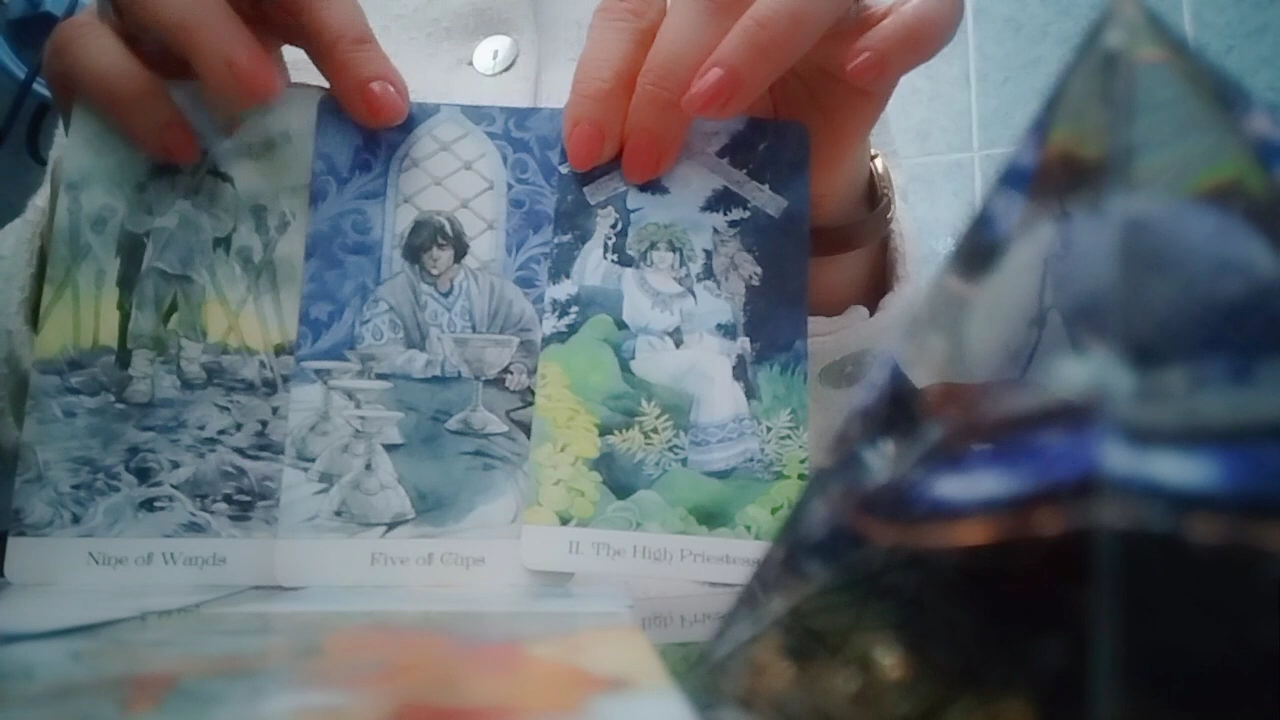 Nine of Wands
Five of Cups
II. The High Priestess